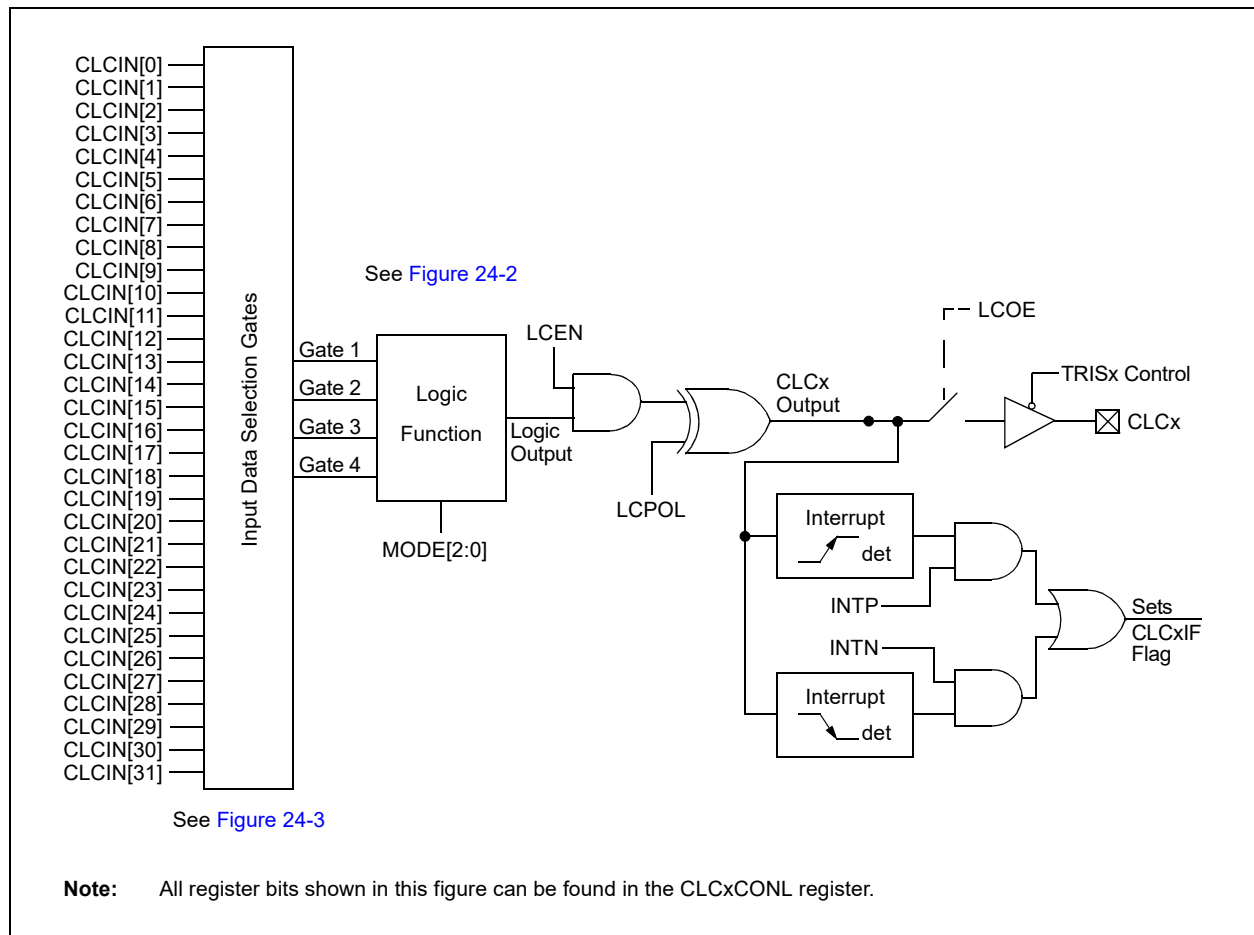 CLCIN[0]
CLCIN[1]
CLCIN[2]
CLCIN[3]
CLCIN[4]
CLCIN[5]
CLCIN[6]
CLCIN[7]
CLCIN[8]
CLCIN[9]
CLCIN[10]
CLCIN[11]
CLCIN[12]
CLCIN[13]
CLCIN[14]
CLCIN[15]
CLCIN[16]
CLCIN[17]
CLCIN[18]
CLCIN[19]
CLCIN[20]
CLCIN[21]
CLCIN[22]
CLCIN[23]
CLCIN[24]
CLCIN[25]
CLCIN[26]
CLCIN[27]
CLCIN[28]
CLCIN[29]
CLCIN[30]
CLCIN[31]
Input Data Selection Gates
See Figure 24-3
See Figure 24-2
Gate 1
Gate 2
Gate 3
Gate 4
Logic
Function
MODE[2:0]
Logic
Output
LCEN
LCPOL
CLCx
Output
LCOE
TRISx Control
CLCx
Interrupt
det
INTP
INTN
Interrupt
det
Sets
CLCxIF
Flag
Note: All register bits shown in this figure can be found in the CLCxCONL register.